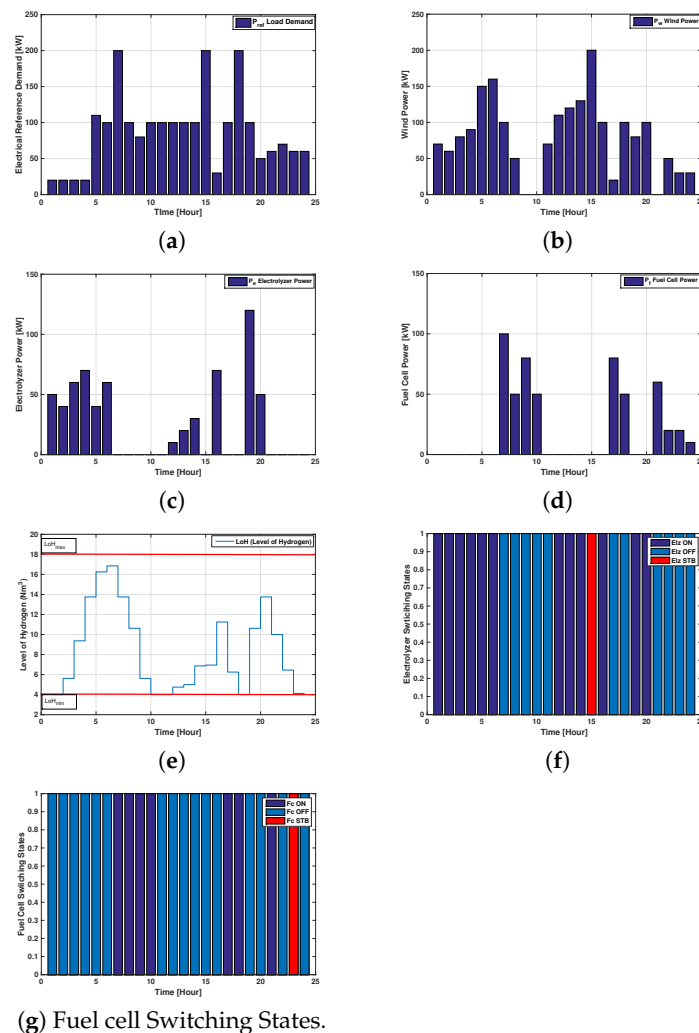 P_ref Load Demand
Electrical Reference Demand [kW]
250
200
150
100
50
0
0 5 10 15 20 25
TIme [Hour]
(a)
P_w Wind Power
Wind Power [kW]
250
200
150
100
50
0
0 5 10 15 20 25
Time [Hour]
(b)
P_e Electrolyzer Power
Electrolyzer Power [kW]
150
100
50
0
0 5 10 15 20 25
Time [Hour]
(c)
P_f Fuel Cell Power
Fuel Cell Power [kW]
150
100
50
0
0 5 10 15 20 25
Time [Hour]
(d)
LoH (Level of Hydrogen)
LoH_max
LoH_min
Level of Hydrogen (Nm³)
20
18
16
14
12
10
8
6
4
2
0 5 10 15 20 25
Time [Hour]
(e)
Elz ON
Elz OFF
Elz STB
Electrolyzer Swticihing States
1
0.9
0.8
0.7
0.6
0.5
0.4
0.3
0.2
0.1
0
0 5 10 15 20
Time [Hour]
(f)
Fc ON
Fc OFF
Fc STB
Fuel Cell Swiiching States
1
0.9
0.8
0.7
0.6
0.5
0.4
0.3
0.2
0.1
0
0 5 10 15 20 25
Time [Hour]
(g) Fuel cell Switching States.